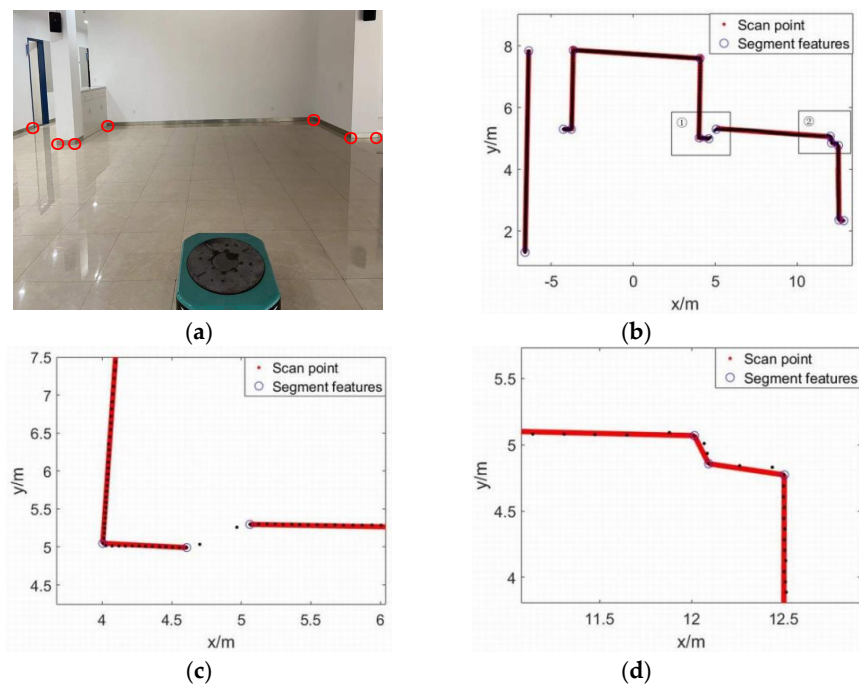 8
6
4
2
-5
0
5
10
y/m
x/m
Scan point
Segment features
①
②
(a)
(b)
7.5
7
6.5
6
5.5
5
4.5
4
4.5
5
5.5
6
y/m
x/m
Scan point
Segment features
5.5
5
4.5
4
11.5
12
12.5
y/m
x/m
Scan point
Segment features
(c)
(d)